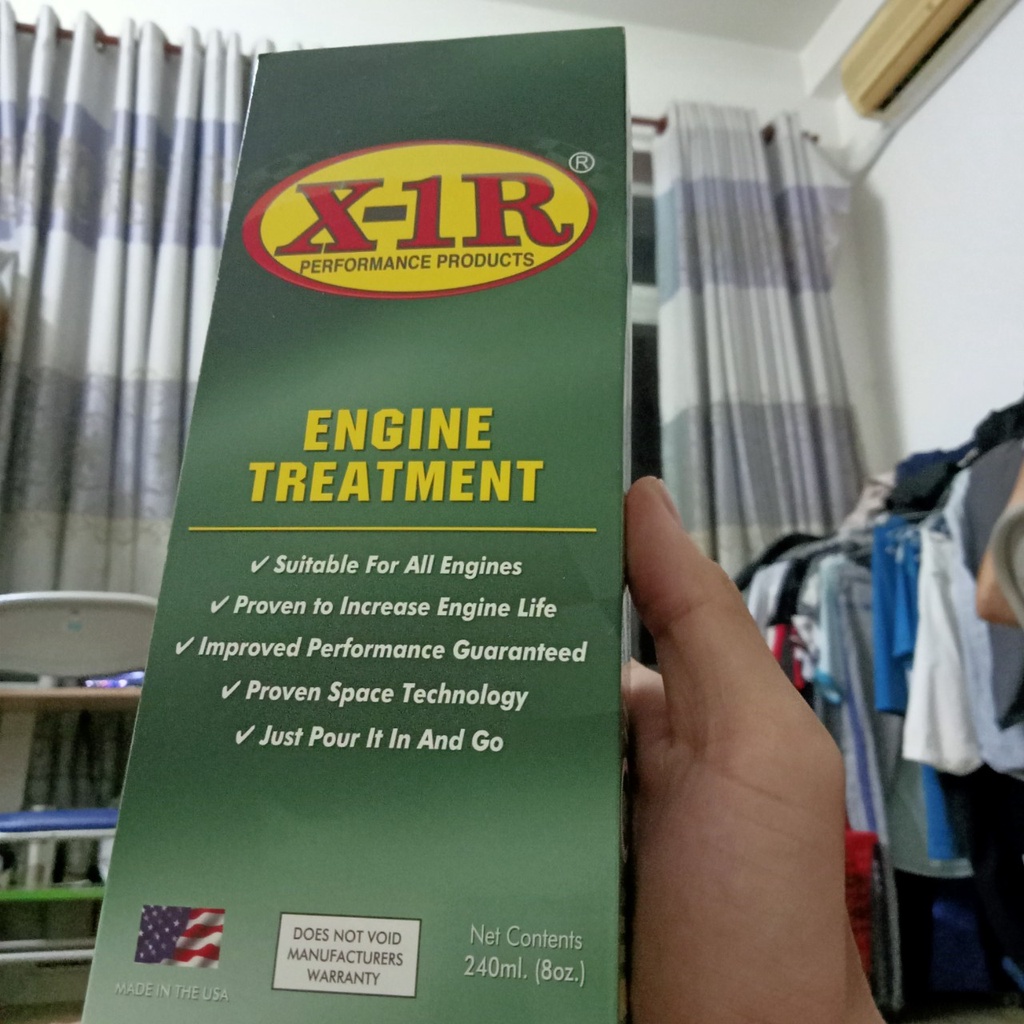 X-1R®
PERFORMANCE PRODUCTS
ENGINE
TREATMENT
✓ Suitable For All Engines
✓ Proven to Increase Engine Life
✓ Improved Performance Guaranteed
✓ Proven Space Technology
✓ Just Pour It In And Go
MADE IN THE USA
DOES NOT VOID
MANUFACTURERS
WARRANTY
Net Contents
240ml. (8oz.)